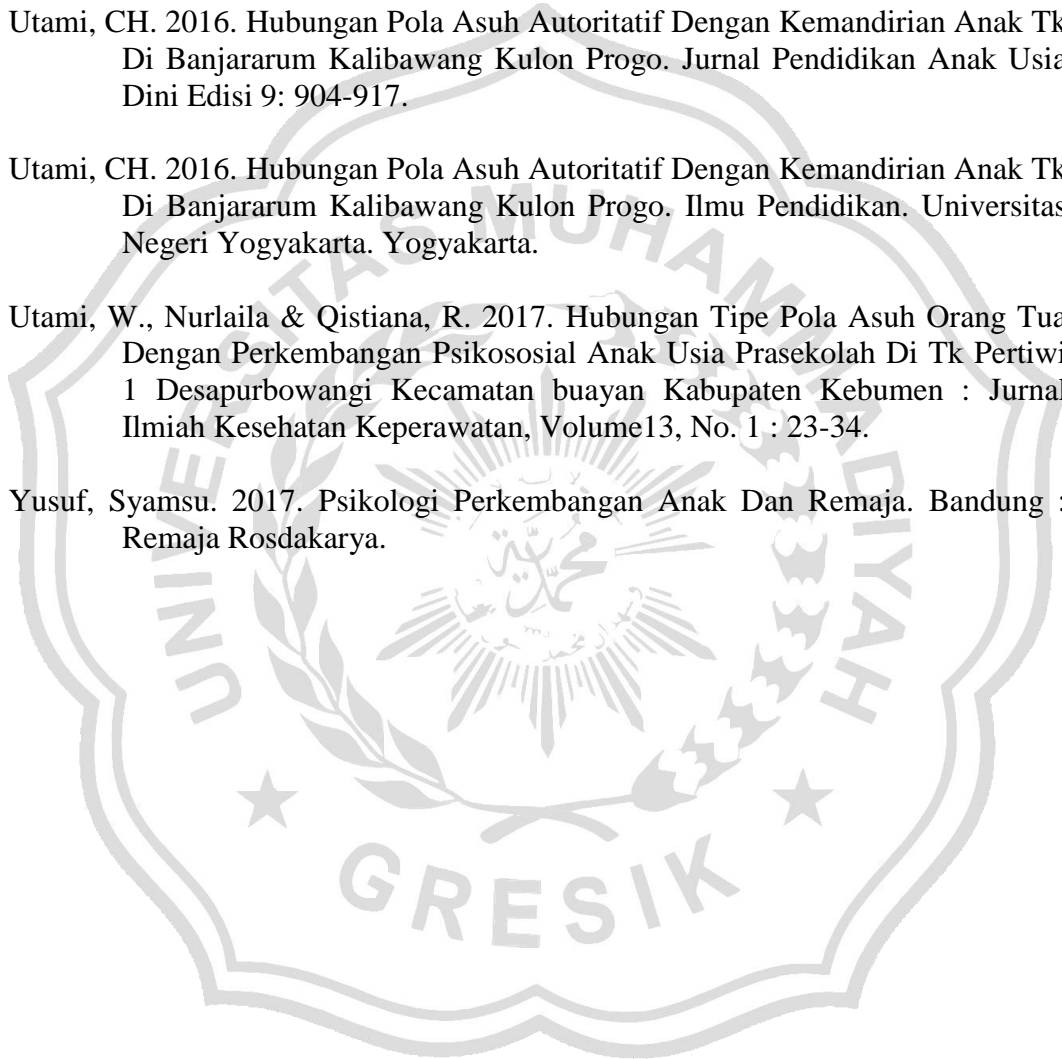 Utami, CH. 2016. Hubungan Pola Asuh Autoritatif Dengan Kemandirian Anak Tk
Di Banjararum Kalibawang Kulon Progo. Jurnal Pendidikan Anak Usia
Dini Edisi 9: 904-917.
Utami, CH. 2016. Hubungan Pola Asuh Autoritatif Dengan Kemandirian Anak Tk
Di Banjararum Kalibawang Kulon Progo. Ilmu Pendidikan. Universitas
Negeri Yogyakarta. Yogyakarta.
Utami, W., Nurlaila & Qistiana, R. 2017. Hubungan Tipe Pola Asuh Orang Tua
Dengan Perkembangan Psikososial Anak Usia Prasekolah Di Tk Pertiwi
1 Desapurbowangi Kecamatan buayan Kabupaten Kebumen : Jurnal
Ilmiah Kesehatan Keperawatan, Volume13, No. 1 : 23-34.
Yusuf, Syamsu. 2017. Psikologi Perkembangan Anak Dan Remaja. Bandung :
Remaja Rosdakarya.
UNIVERSITAS MUHAMMADIYAH
GRESIK